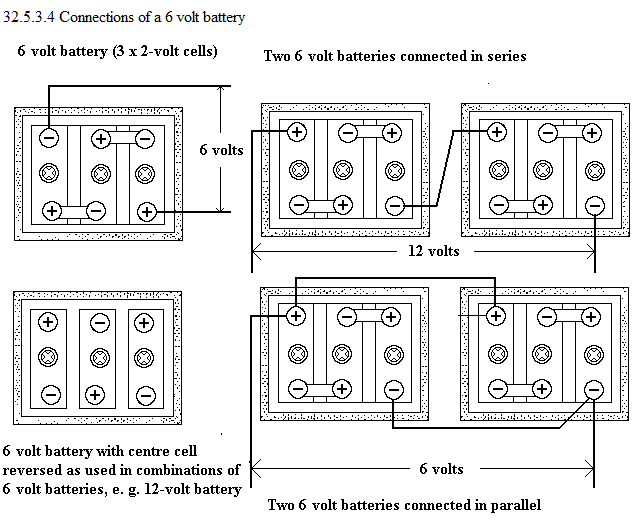 32.5.3.4 Connections of a 6 volt battery
6 volt battery (3 x 2-volt cells)
Two 6 volt batteries connected in series
6 volts
12 volts
6 volt battery with centre cell
reversed as used in combinations of
6 volt batteries, e. g. 12-volt battery
6 volts
Two 6 volt batteries connected in parallel